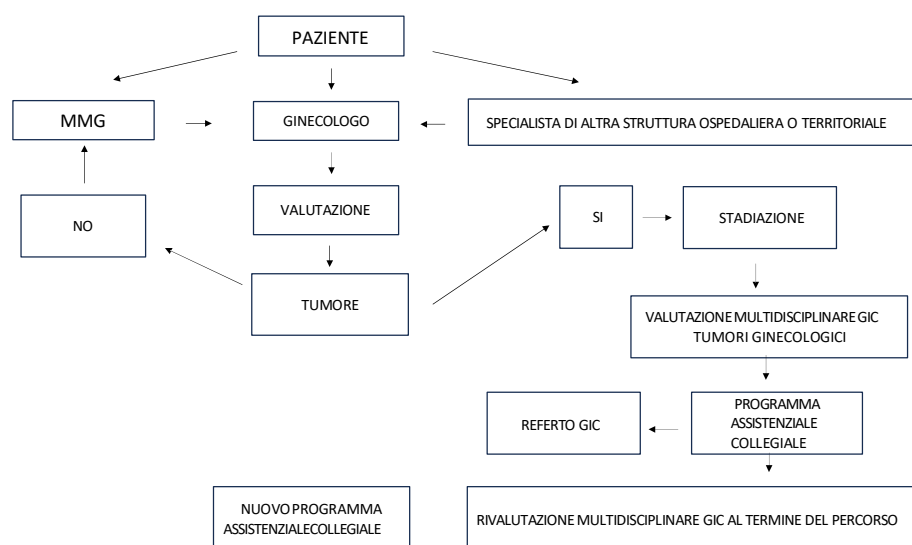 PAZIENTE
MMG
GINECOLOGO
SPECIALISTA DI ALTRA STRUTTURA OSPEDALIERA O TERRITORIALE
NO
VALUTAZIONE
SI
STADIAZIONE
TUMORE
VALUTAZIONE MULTIDISCIPLINARE GIC
TUMORI GINECOLOGICI
REFERTO GIC
PROGRAMMA
ASSISTENZIALE
COLLEGIALE
NUOVO PROGRAMMA
ASSISTENZIALECOLLEGIALE
RIVALUTAZIONE MULTIDISCIPLINARE GIC AL TERMINE DEL PERCORSO